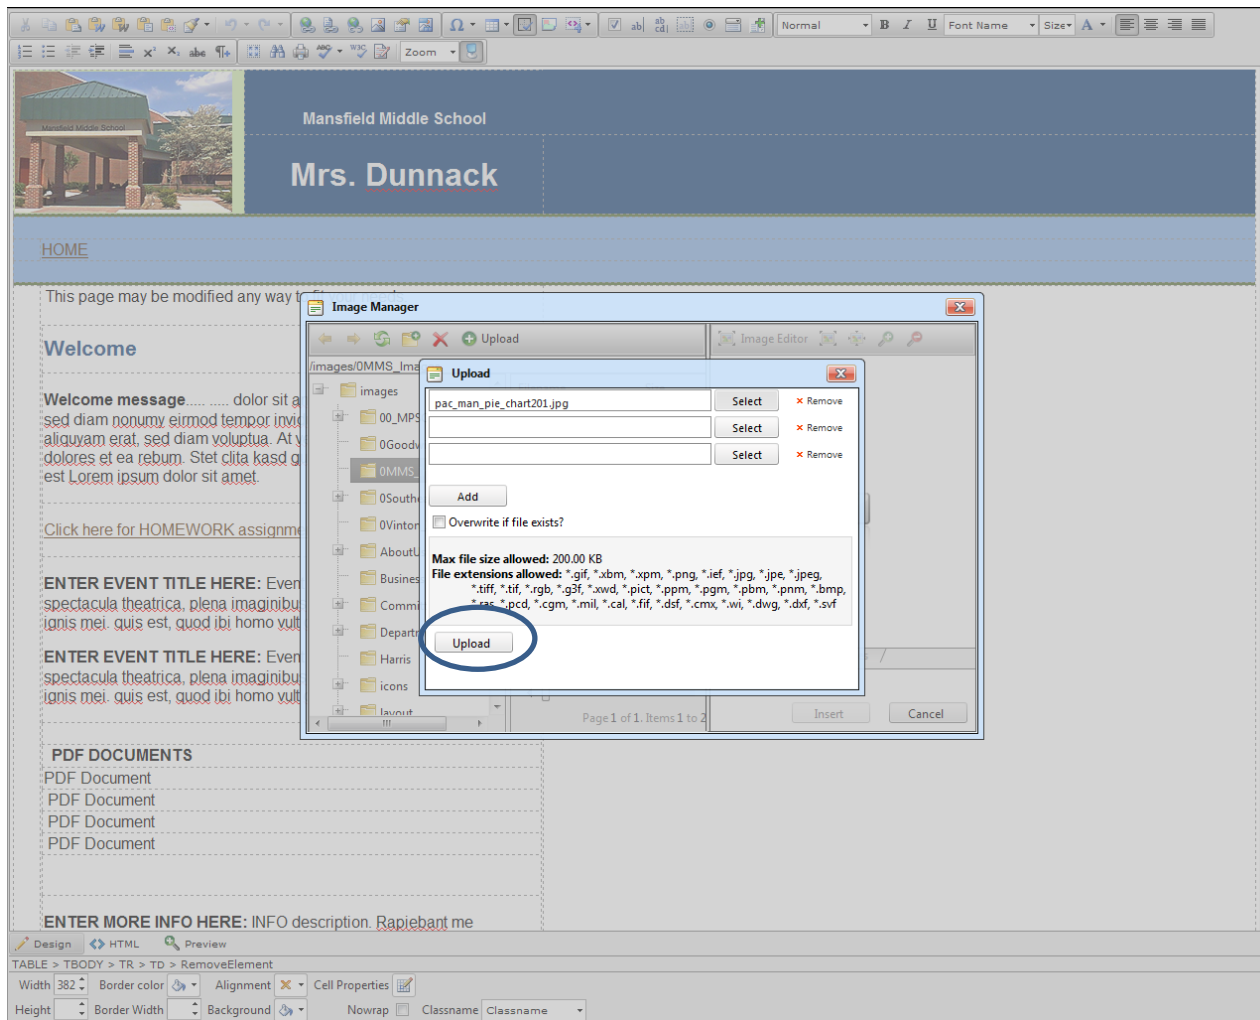 Normal
B I U
Font Name
Size
A
Zoom
Mansfield Middle School
Mansfield Middle School
Mrs. Dunnack
HOME
This page may be modified any way t
Image Manager
Upload
Image Editor
/images/0MMS_Ima
images
00_MPS
0Goodw
0MMS_
0Southe
0Vinton
AboutU
Busines
Commi
Departm
Harris
icons
layout
Upload
pac_man_pie_chart201.jpg
Select
Remove
Select
Remove
Select
Remove
Add
Overwrite if file exists?
Max file size allowed: 200.00 KB
File extensions allowed: *.gif, *.xbm, *.xpm, *.png, *.ief, *.jpg, *.jpe, *.jpeg,
*.tiff, *.tif, *.rgb, *.g3f, *.xwd, *.pict, *.ppm, *.pgm, *.pbm, *.pnm, *.bmp,
*.ras, *.pcd, *.cgm, *.mil, *.cal, *.fif, *.dsf, *.cmx, *.wi, *.dwg, *.dxf, *.svf
Upload
Page 1 of 1. Items 1 to 2
Insert
Cancel
Welcome
Welcome message..... ..... dolor sit a
sed diam nonumy eirmod tempor invid
aliquyam erat, sed diam voluptua. At v
dolores et ea rebum. Stet clita kasd g
est Lorem ipsum dolor sit amet.
Click here for HOMEWORK assignme
ENTER EVENT TITLE HERE: Even
spectacula theatrica, plena imaginibu
ignis mei. quis est, quod ibi homo vult
ENTER EVENT TITLE HERE: Even
spectacula theatrica, plena imaginibu
ignis mei. quis est, quod ibi homo vult
PDF DOCUMENTS
PDF Document
PDF Document
PDF Document
PDF Document
ENTER MORE INFO HERE: INFO description. Rapiebant me
Design
HTML
Preview
TABLE > TBODY > TR > TD > RemoveElement
Width 382 Border color Alignment Cell Properties
Height Border Width Background Nowrap Classname Classname